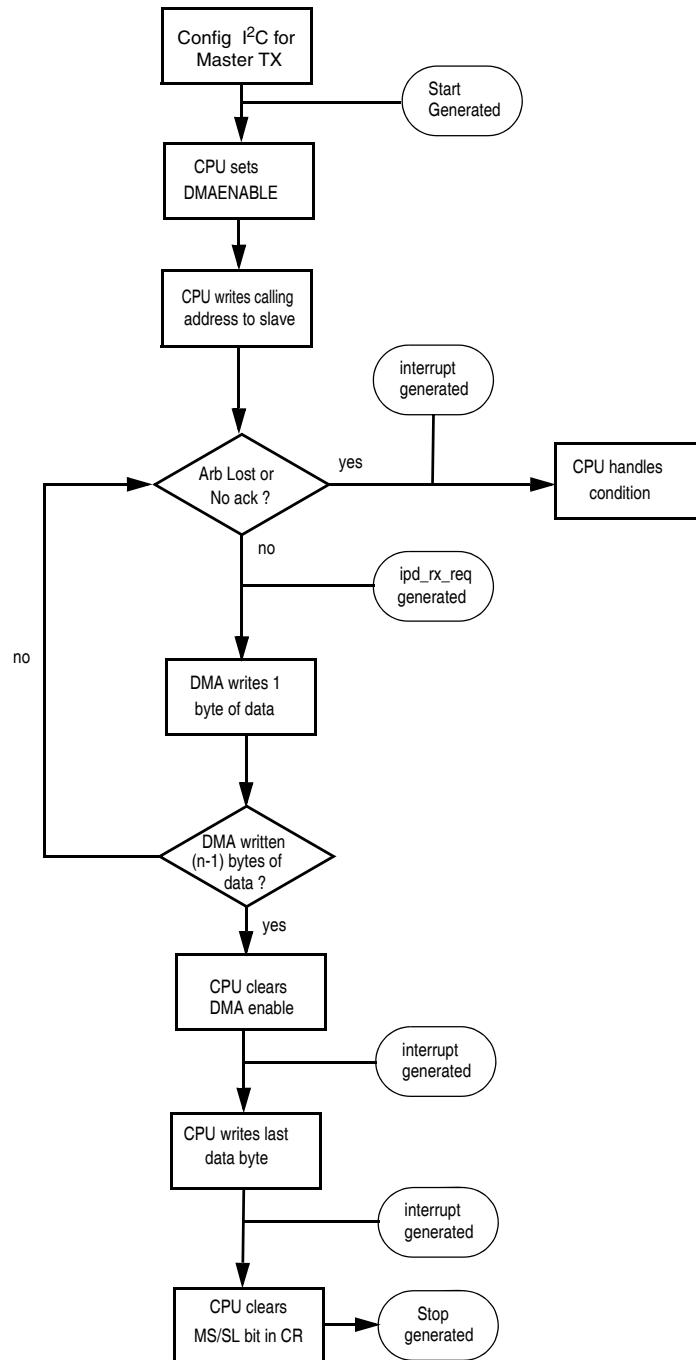 Config I²C for
Master TX
Start
Generated
CPU sets
DMAENABLE
CPU writes calling
address to slave
interrupt
generated
Arb Lost or
No ack ?
yes
CPU handles
condition
no
ipd_rx_req
generated
no
DMA writes 1
byte of data
DMA written
(n-1) bytes of
data ?
yes
CPU clears
DMA enable
interrupt
generated
CPU writes last
data byte
interrupt
generated
CPU clears
MS/SL bit in CR
Stop
generated